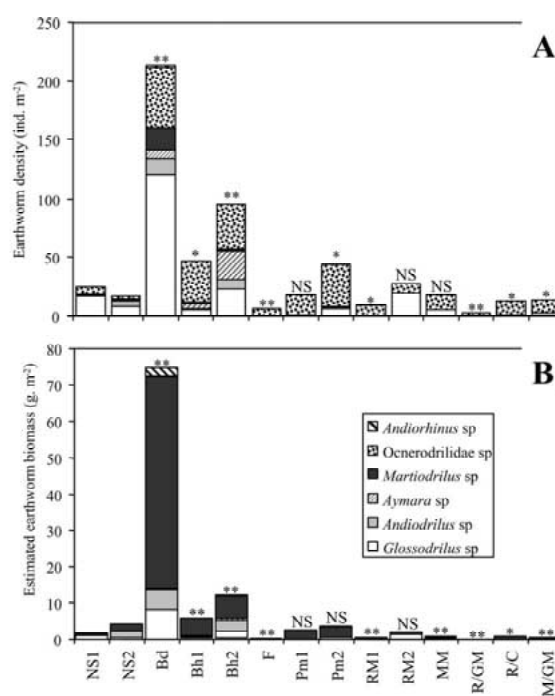 A
Earthworm density (ind. m-2)
250
200
150
100
50
0
**
*
**
**
NS
*
*
NS
NS
**
*
*
B
Estimated earthworm biomass (g. m-2)
80
70
60
50
40
30
20
10
0
**
**
**
**
NS
NS
**
NS
**
**
*
**
Andiorhinus sp
Ocnerodrilidae sp
Martiodrilus sp
Aymara sp
Andiodrilus sp
Glossodrilus sp
NS1
NS2
Bd
Bh1
Bh2
F
Pm1
Pm2
RM1
RM2
MM
R/GM
R/C
M/GM